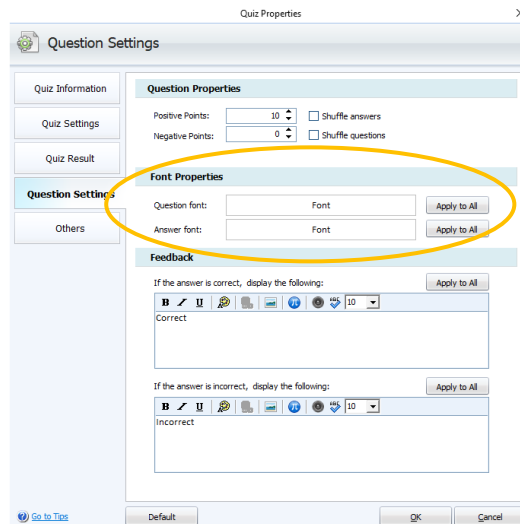 Quiz Properties
Question Settings
Quiz Information
Quiz Settings
Quiz Result
Question Settings
Others
Question Properties
Positive Points: 10 Shuffle answers
Negative Points: 0 Shuffle questions
Font Properties
Question font: Font Apply to All
Answer font: Font Apply to All
Feedback
If the answer is correct, display the following: Apply to All
B I U ABC 10
Correct
If the answer is incorrect, display the following: Apply to All
B I U ABC 10
Incorrect
Go to Tips Default OK Cancel